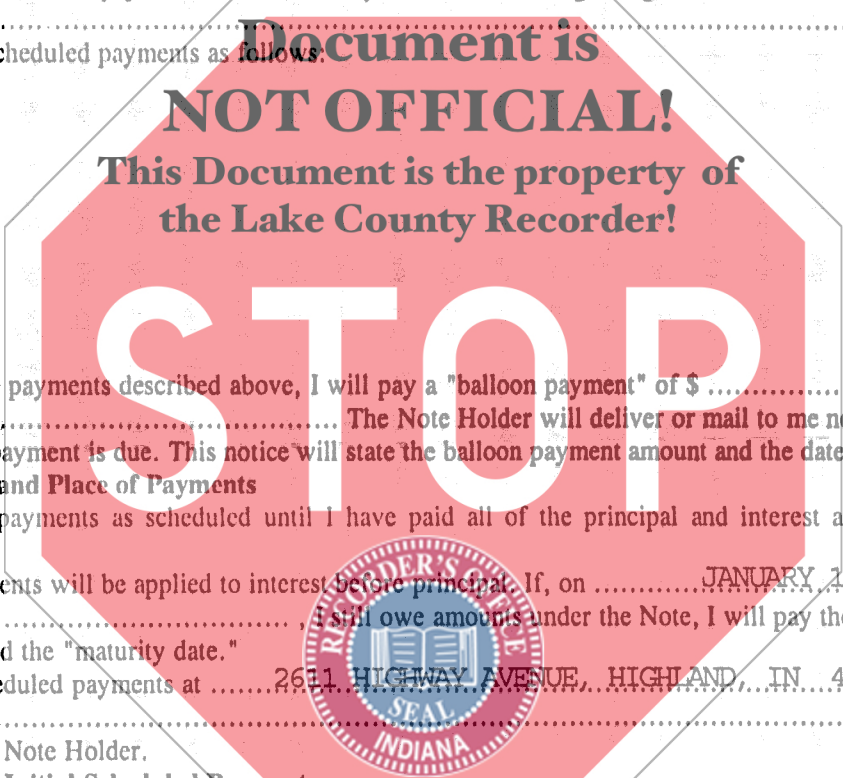 Document is
cheduled payments as follows:
NOT OFFICIAL!
This Document is the property of
the Lake County Recorder!
STOP
payments described above, I will pay a "balloon payment" of $ ..............
.................................... The Note Holder will deliver or mail to me
ayment is due. This notice will state the balloon payment amount and the date
and Place of Payments
payments as scheduled until I have paid all of the principal and interest
ents will be applied to interest before principal. If, on .............. JANUARY 1
.................................... , I still owe amounts under the Note, I will pay
d the "maturity date."
eduled payments at ...... 2611 HIGHWAY AVENUE, HIGHLAND, IN 4
Note Holder.
RECORDER'S OFFICE
SEAL
INDIANA